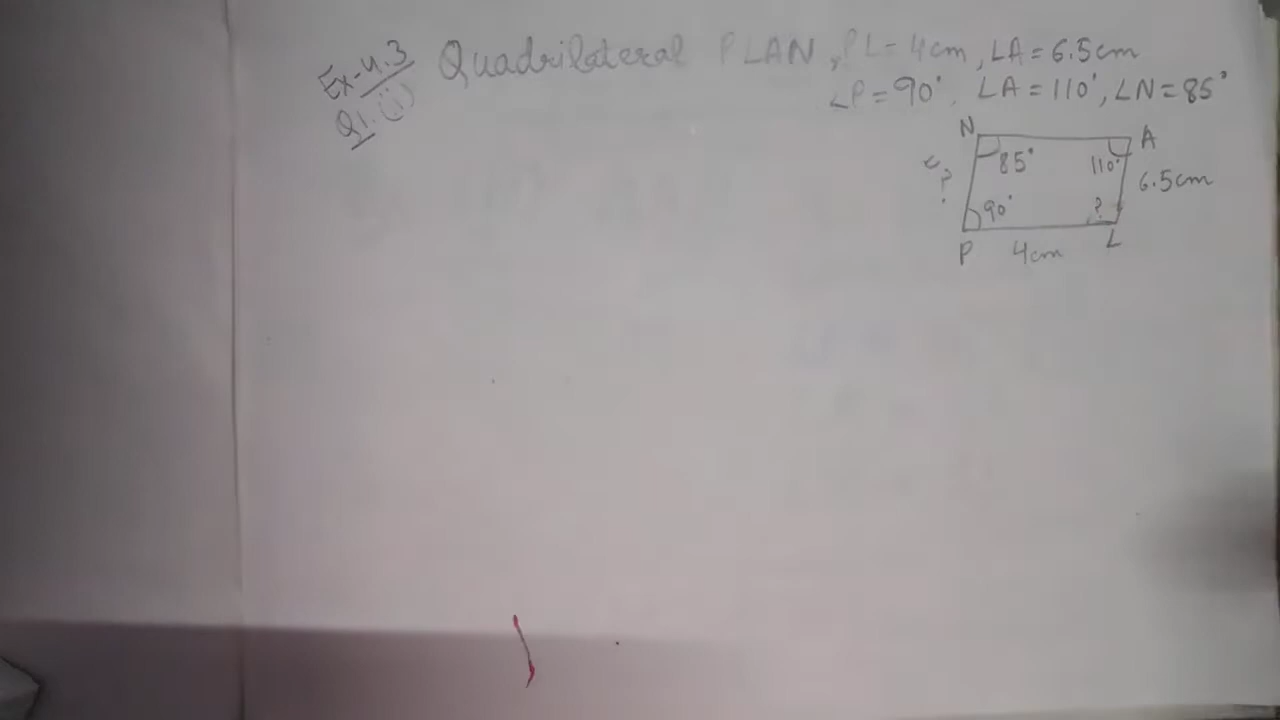 Ex-4.3 Quadrilateral PLAN, PL= 4cm, LA= 6.5cm
Q1. (ii) ∠P= 90°, ∠A= 110°, ∠N= 85°
N A
85° 110°
? 6.5cm
90° ?
P 4cm L